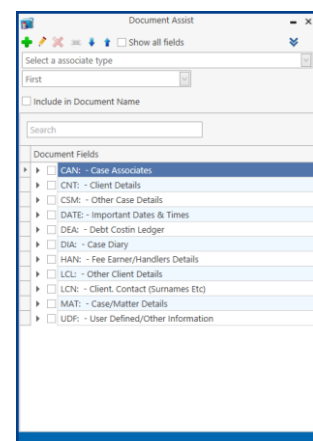 Document Assist
Show all fields
Select a associate type
First
Include in Document Name
Search
Document Fields
CAN: - Case Associates
CNT: - Client Details
CSM: - Other Case Details
DATE: - Important Dates & Times
DEA: - Debt Costin Ledger
DIA: - Case Diary
HAN: - Fee Earner/Handlers Details
LCL: - Other Client Details
LCN: - Client. Contact (Surnames Etc)
MAT: - Case/Matter Details
UDF: - User Defined/Other Information